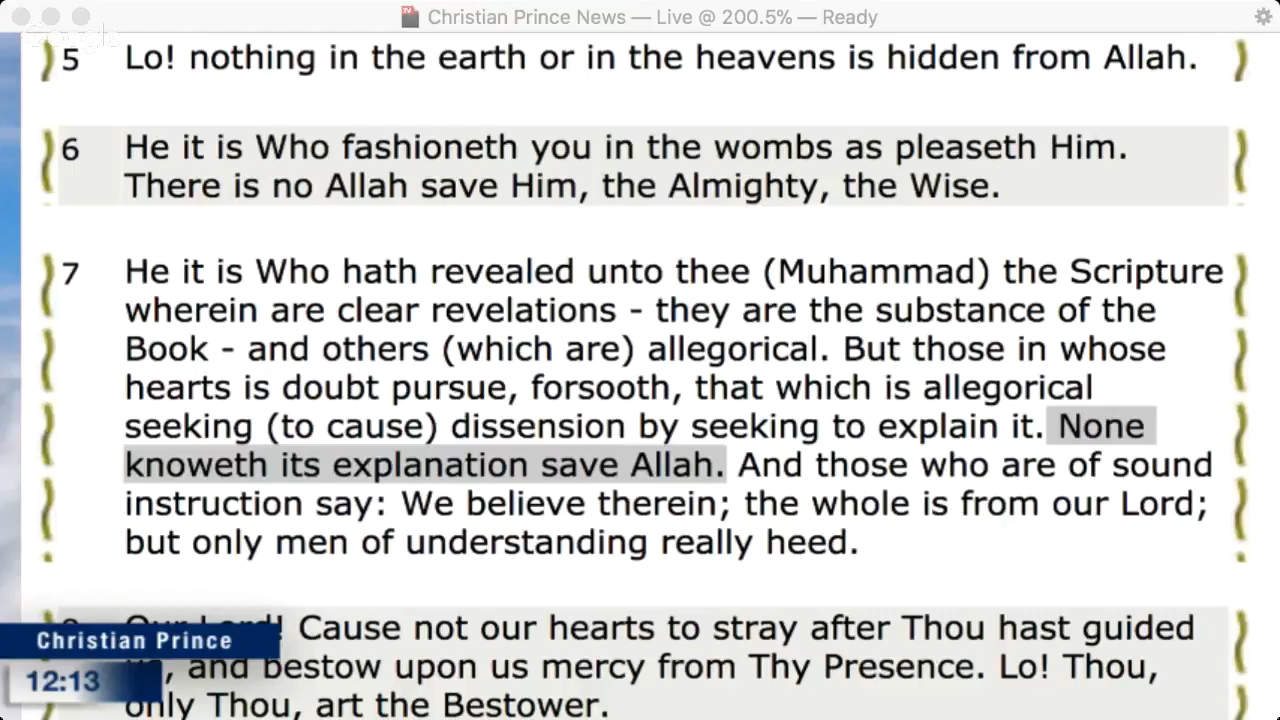 Christian Prince News — Live @ 200.5% — Ready
Google
5 Lo! nothing in the earth or in the heavens is hidden from Allah.
6 He it is Who fashioneth you in the wombs as pleaseth Him.
There is no Allah save Him, the Almighty, the Wise.
7 He it is Who hath revealed unto thee (Muhammad) the Scripture
wherein are clear revelations - they are the substance of the
Book - and others (which are) allegorical. But those in whose
hearts is doubt pursue, forsooth, that which is allegorical
seeking (to cause) dissension by seeking to explain it. None
knoweth its explanation save Allah. And those who are of sound
instruction say: We believe therein; the whole is from our Lord;
but only men of understanding really heed.
Our Lord! Cause not our hearts to stray after Thou hast guided
and bestow upon us mercy from Thy Presence. Lo! Thou,
only Thou, art the Bestower.
Christian Prince
12:13